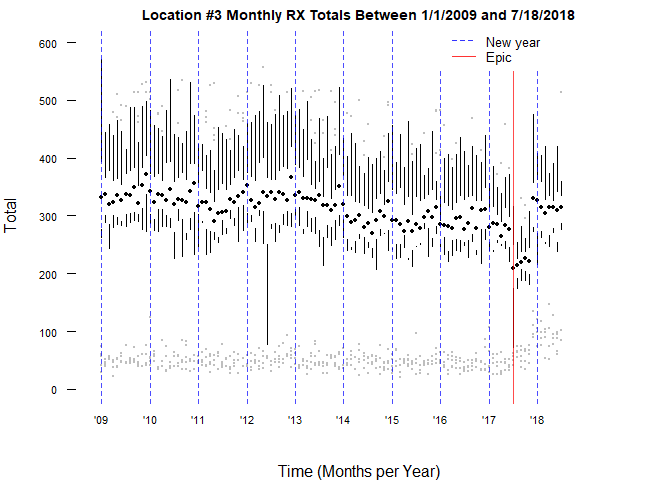 Location #3 Monthly RX Totals Between 1/1/2009 and 7/18/2018
New year
Epic
600
500
400
300
200
100
0
Total
'09 '10 '11 '12 '13 '14 '15 '16 '17 '18
Time (Months per Year)